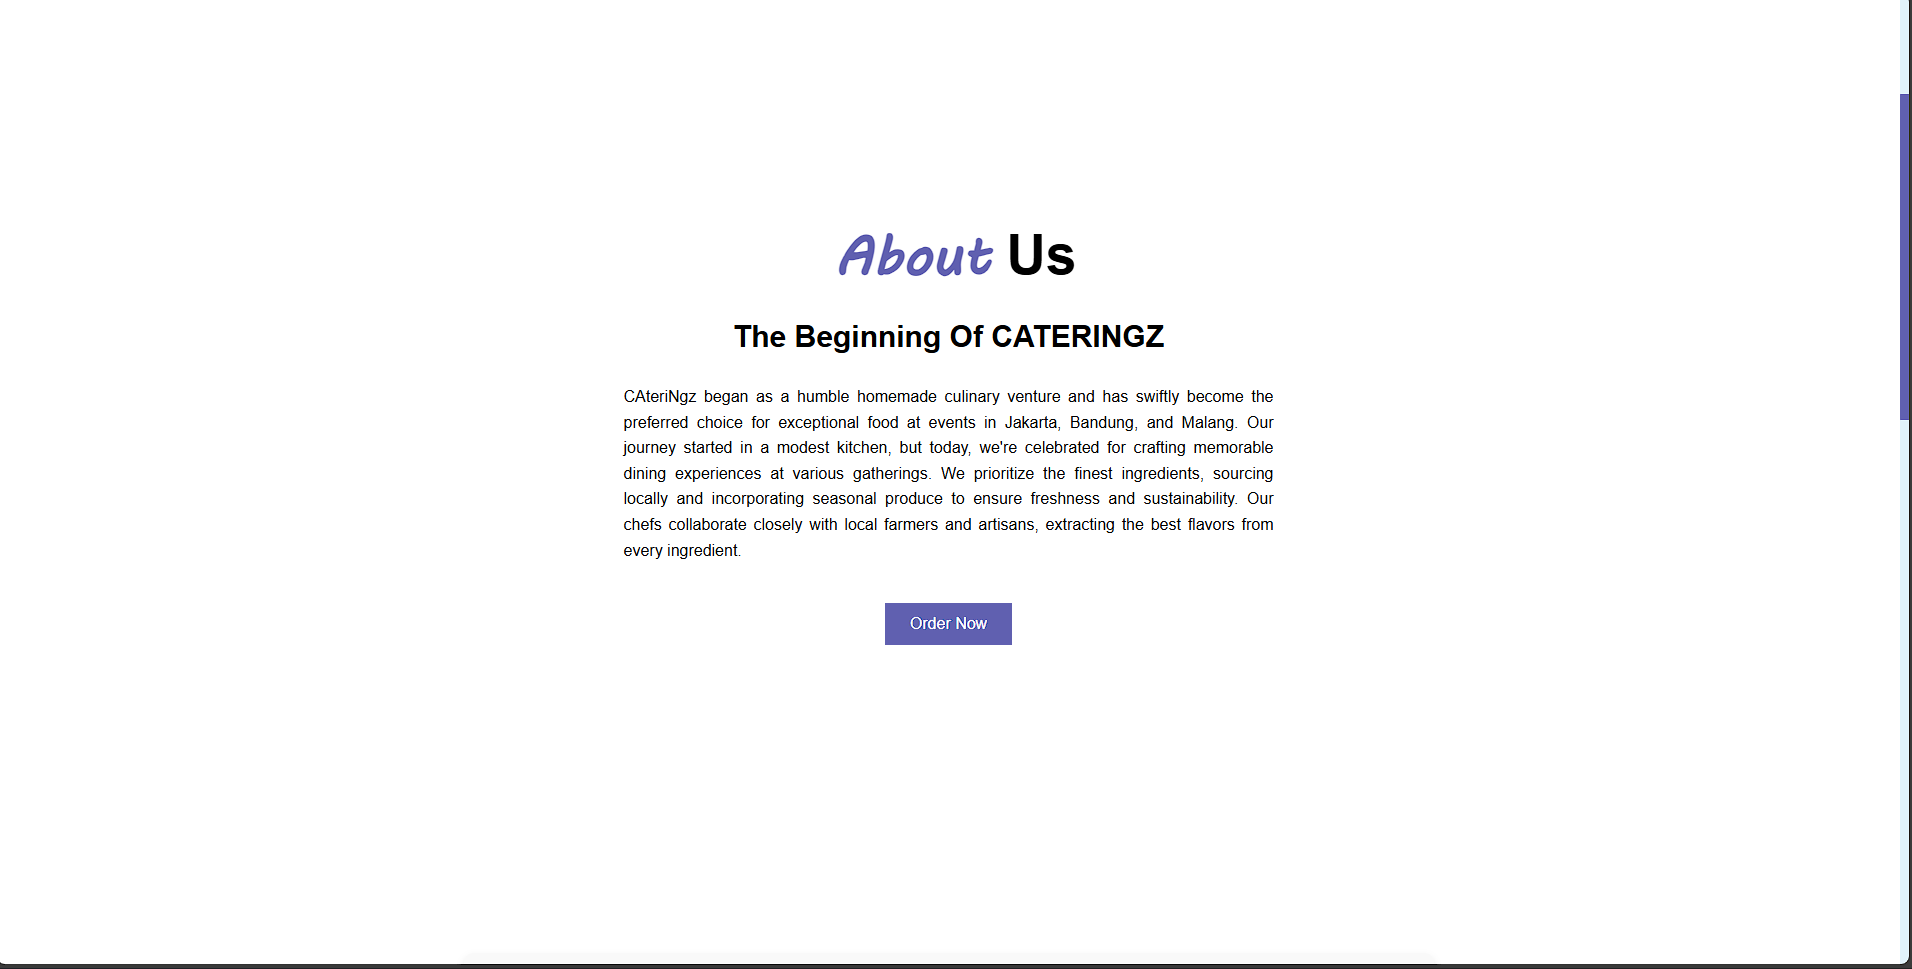 About Us
The Beginning Of CATERINGZ
CAteriNgz began as a humble homemade culinary venture and has swiftly become the
preferred choice for exceptional food at events in Jakarta, Bandung, and Malang. Our
journey started in a modest kitchen, but today, we're celebrated for crafting memorable
dining experiences at various gatherings. We prioritize the finest ingredients, sourcing
locally and incorporating seasonal produce to ensure freshness and sustainability. Our
chefs collaborate closely with local farmers and artisans, extracting the best flavors from
every ingredient.
Order Now